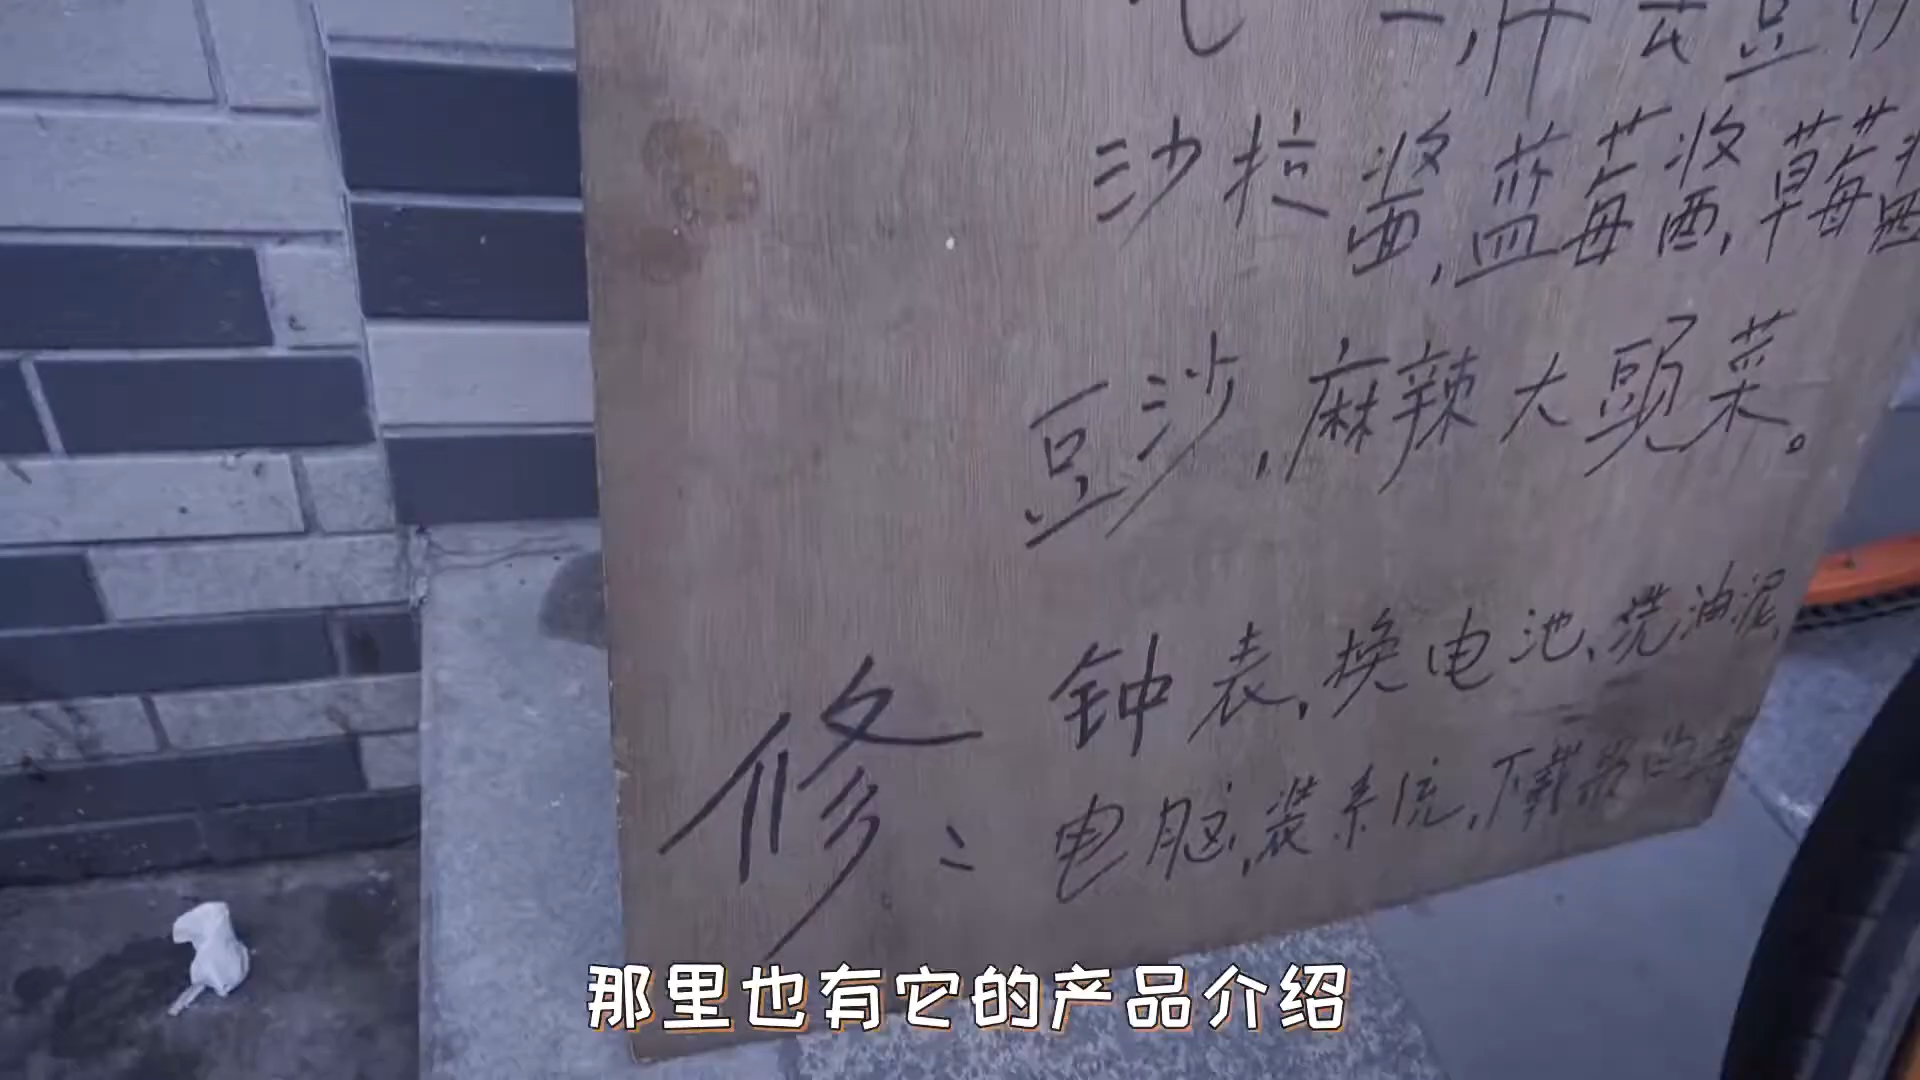 沙拉酱,蓝莓酱,草莓酱
豆沙,麻辣大頭菜。
修: 钟表,换电池,洗油泥,
电脑,装系统,下载
那里也有它的产品介绍